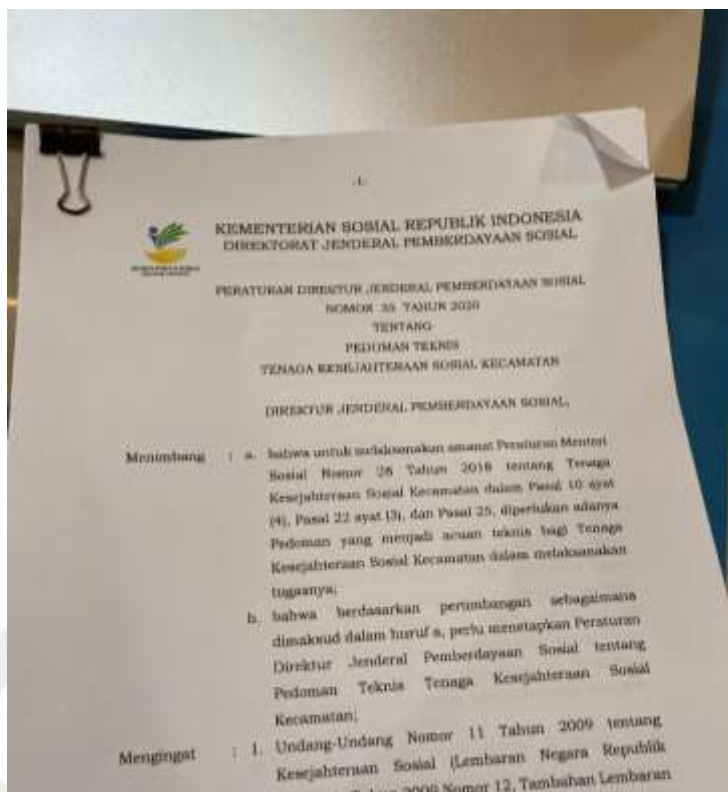 -1-
KEMENTERIAN SOSIAL REPUBLIK INDONESIA
DIREKTORAT JENDERAL PEMBERDAYAAN SOSIAL
PERATURAN DIREKTUR JENDERAL PEMBERDAYAAN SOSIAL
NOMOR 35 TAHUN 2020
TENTANG
PEDOMAN TEKNIS
TENAGA KESEJAHTERAAN SOSIAL KECAMATAN
DIREKTUR JENDERAL PEMBERDAYAAN SOSIAL,
Menimbang : a. bahwa untuk melaksanakan amanat Peraturan Menteri
Sosial Nomor 28 Tahun 2018 tentang Tenaga
Kesejahteraan Sosial Kecamatan dalam Pasal 10 ayat
(4), Pasal 22 ayat (3), dan Pasal 25, diperlukan adanya
Pedoman yang menjadi acuan teknis bagi Tenaga
Kesejahteraan Sosial Kecamatan dalam melaksanakan
tugasnya;
b. bahwa berdasarkan pertimbangan sebagaimana
dimaksud dalam huruf a, perlu menetapkan Peraturan
Direktur Jenderal Pemberdayaan Sosial tentang
Pedoman Teknis Tenaga Kesejahteraan Sosial
Kecamatan;
Mengingat : 1. Undang-Undang Nomor 11 Tahun 2009 tentang
Kesejahteraan Sosial (Lembaran Negara Republik
Tahun 2009 Nomor 12, Tambahan Lembaran